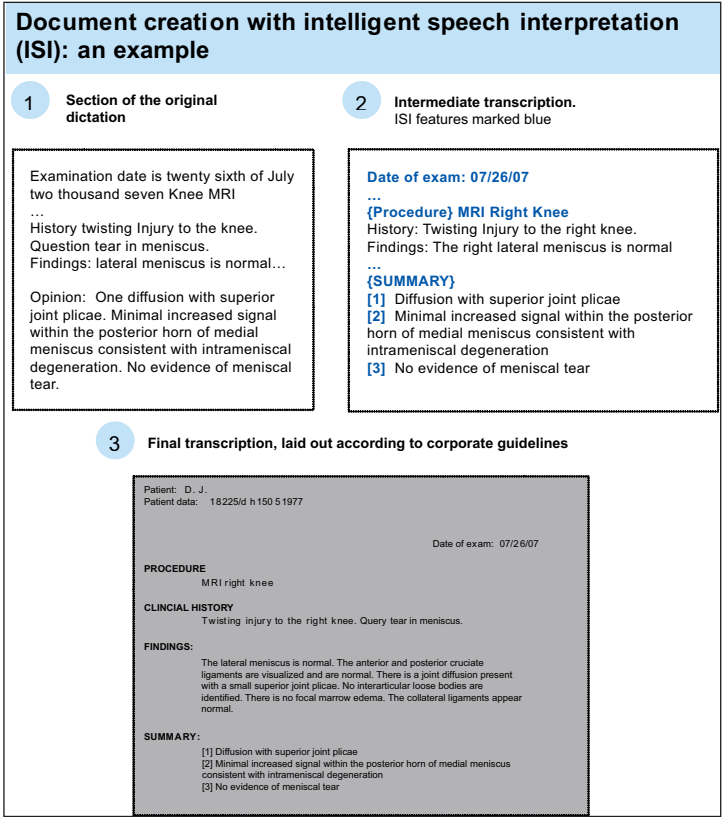 Document creation with intelligent speech interpretation
(ISI): an example
1
Section of the original
dictation
Examination date is twenty sixth of July
two thousand seven Knee MRI
…
History twisting Injury to the knee.
Question tear in meniscus.
Findings: lateral meniscus is normal…
Opinion: One diffusion with superior
joint plicae. Minimal increased signal
within the posterior horn of medial
meniscus consistent with intrameniscal
degeneration. No evidence of meniscal
tear.
2
Intermediate transcription.
ISI features marked blue
Date of exam: 07/26/07
…
{Procedure} MRI Right Knee
History: Twisting Injury to the right knee.
Findings: The right lateral meniscus is normal
…
{SUMMARY}
[1] Diffusion with superior joint plicae
[2] Minimal increased signal within the posterior
horn of medial meniscus consistent with
intrameniscal degeneration
[3] No evidence of meniscal tear
3
Final transcription, laid out according to corporate guidelines
Patient: D. J.
Patient data: 18225/d h150 51977
Date of exam: 07/26/07
PROCEDURE
MRI right knee
CLINCIAL HISTORY
Twisting injury to the right knee. Query tear in meniscus.
FINDINGS:
The lateral meniscus is normal. The anterior and posterior cruciate
ligaments are visualized and are normal. There is a joint diffusion present
with a small superior joint plicae. No interarticular loose bodies are
identified. There is no focal marrow edema. The collateral ligaments appear
normal.
SUMMARY:
[1] Diffusion with superior joint plicae
[2] Minimal increased signal within the posterior horn of medial meniscus
consistent with intrameniscal degeneration
[3] No evidence of meniscal tear